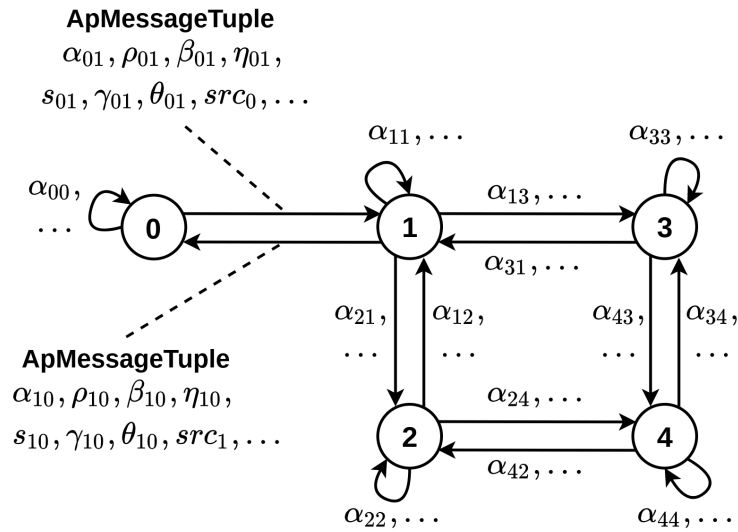 ApMessageTuple
α₀₁, ρ₀₁, β₀₁, η₀₁,
s₀₁, γ₀₁, θ₀₁, src₀, …
α₁₁, …
α₃₃, …
α₀₀,
…
0
1
α₁₃, …
3
α₃₁, …
α₂₁,
…
α₁₂,
…
α₄₃,
…
α₃₄,
…
ApMessageTuple
α₁₀, ρ₁₀, β₁₀, η₁₀,
s₁₀, γ₁₀, θ₁₀, src₁, …
2
α₂₄, …
4
α₄₂, …
α₂₂, …
α₄₄, …